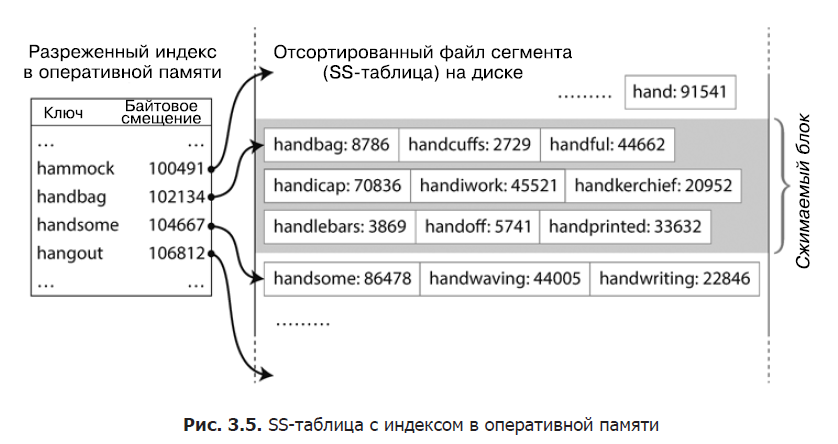 Разреженный индекс
в оперативной памяти
Отсортированный файл сегмента
(SS-таблица) на диске
Ключ Байтовое смещение
... ...
hammock 100491
handbag 102134
handsome 104667
hangout 106812
... ...
......... hand: 91541
handbag: 8786 handcuffs: 2729 handful: 44662
handicap: 70836 handiwork: 45521 handkerchief: 20952
handlebars: 3869 handoff: 5741 handprinted: 33632
handsome: 86478 handwaving: 44005 handwriting: 22846
.........
Сжимаемый блок
Рис. 3.5. SS-таблица с индексом в оперативной памяти